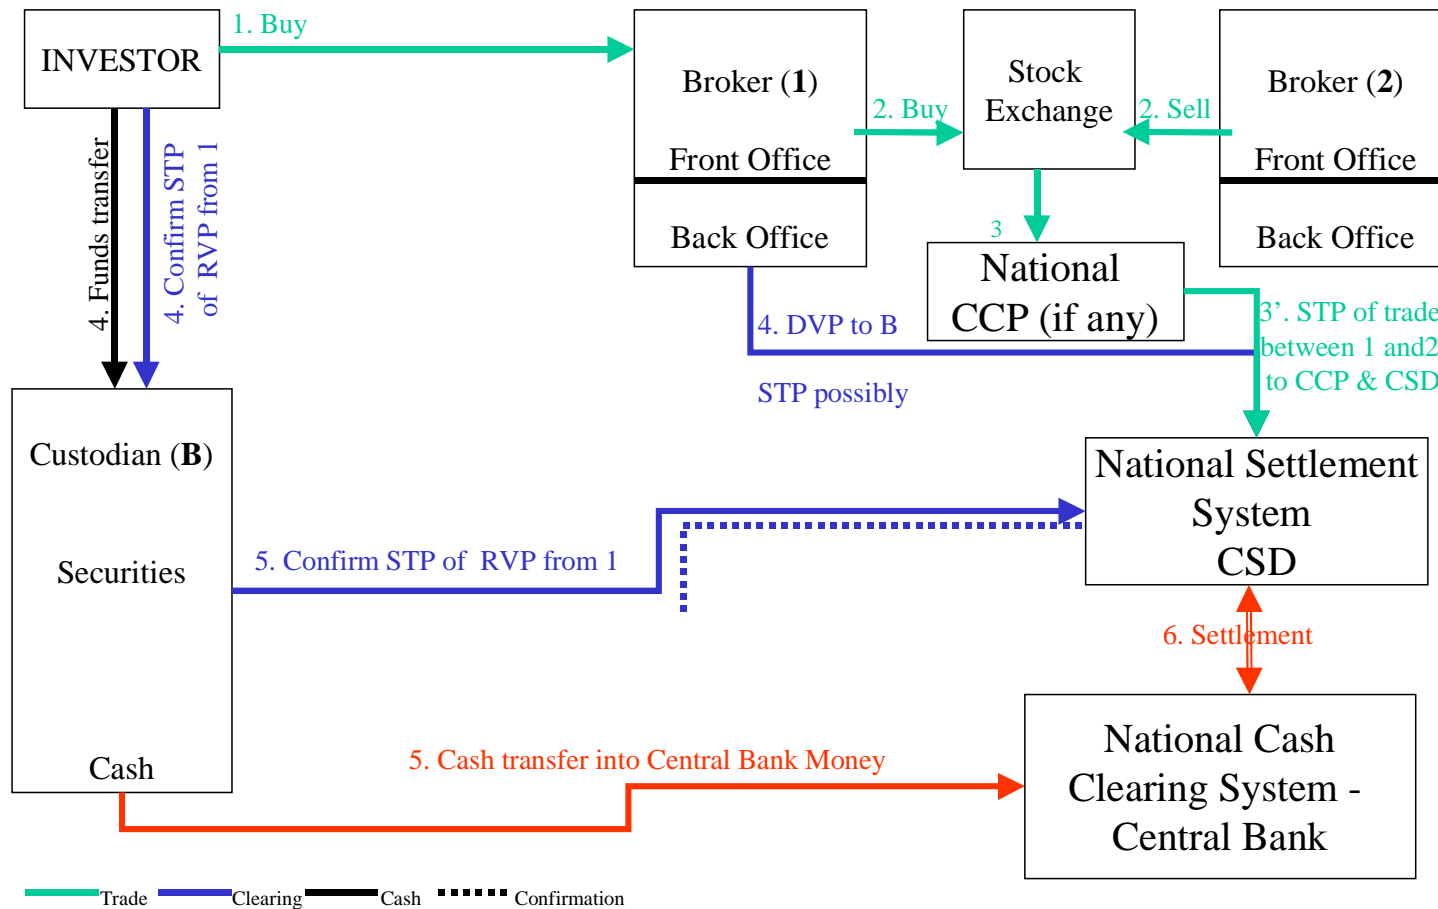 1. Buy
INVESTOR
Broker (1)
Front Office
Back Office
2. Buy
Stock
Exchange
2. Sell
Broker (2)
Front Office
Back Office
3
National
CCP (if any)
4. Funds transfer
4. Confirm STP
of  RVP from 1
4. DVP to B
STP possibly
3’. STP of trade
between 1 and2
to CCP & CSD
Custodian (B)
Securities
Cash
5. Confirm STP of  RVP from 1
National Settlement
System
CSD
6. Settlement
5. Cash transfer into Central Bank Money
National Cash
Clearing System -
Central Bank
Trade
Clearing
Cash
Confirmation